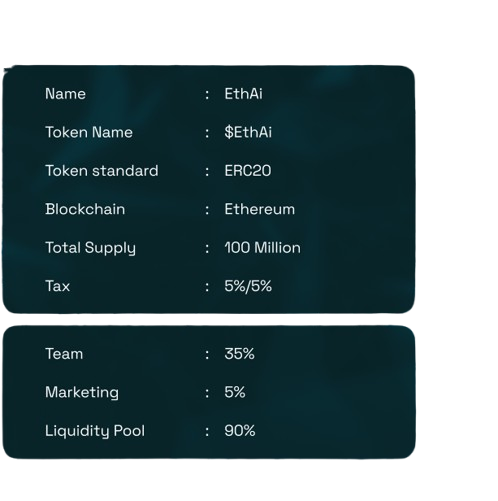 Name : EthAi
Token Name : $EthAi
Token standard : ERC20
Blockchain : Ethereum
Total Supply : 100 Million
Tax : 5%/5%
Team : 35%
Marketing : 5%
Liquidity Pool : 90%